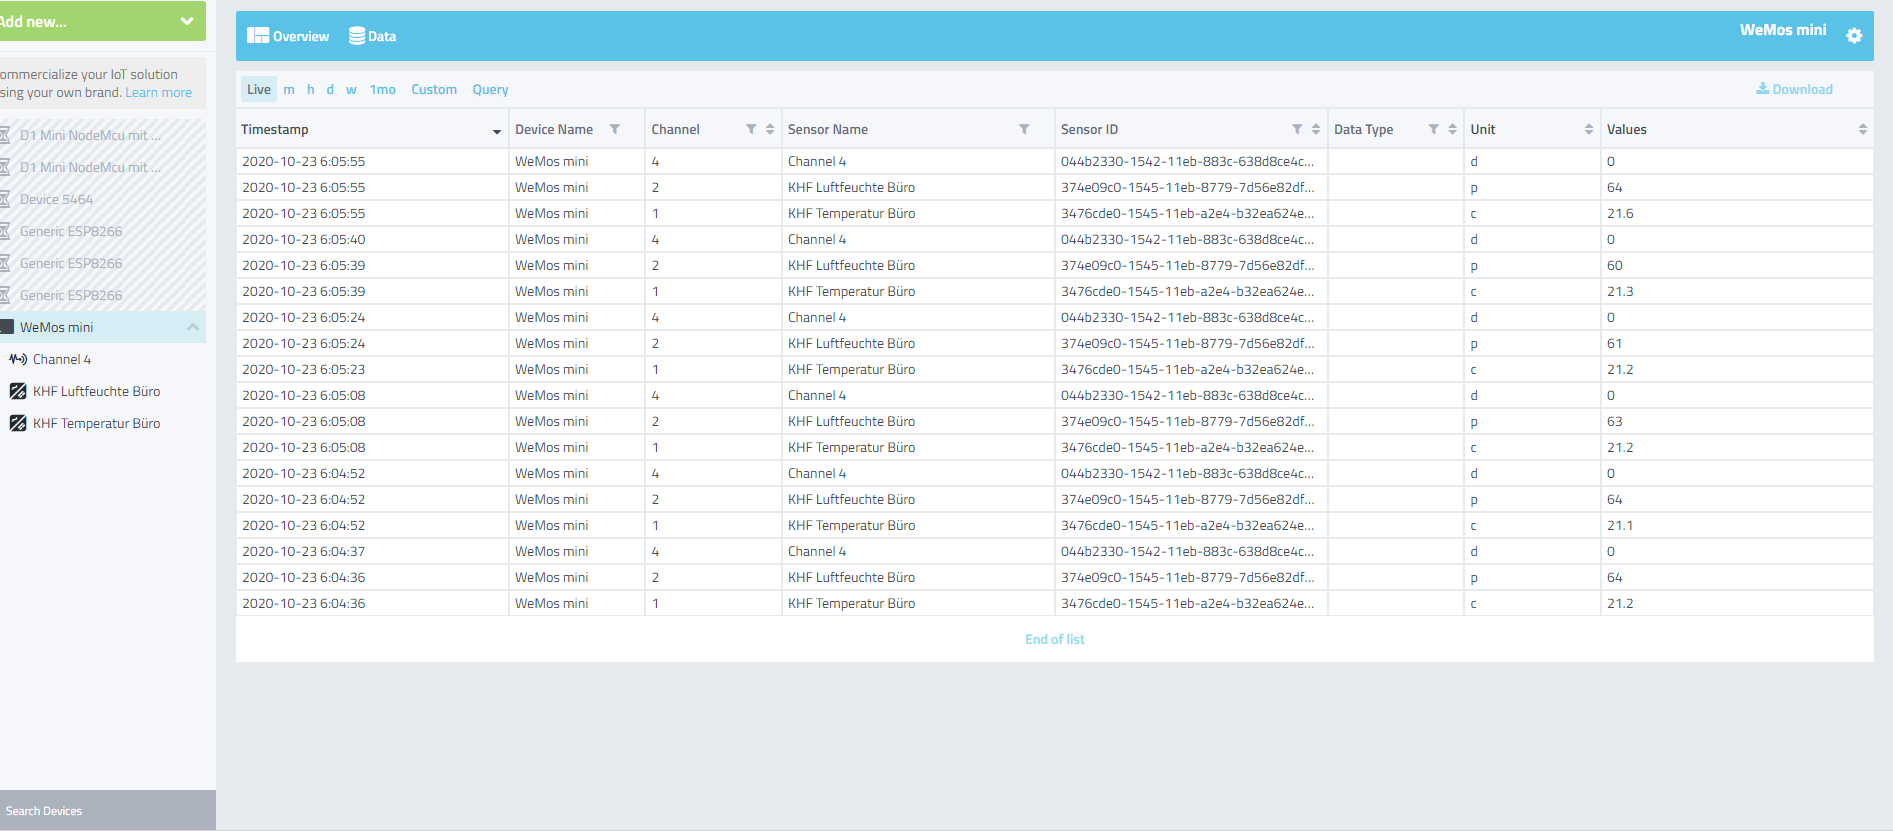 Add new...
ommercialize your IoT solution
sing your own brand. Learn more
D1 Mini NodeMcu mit ...
D1 Mini NodeMcu mit ...
Device 5464
Generic ESP8266
Generic ESP8266
Generic ESP8266
WeMos mini
Channel 4
KHF Luftfeuchte Büro
KHF Temperatur Büro
Search Devices
Overview Data WeMos mini
Live m h d w 1mo Custom Query Download
Timestamp Device Name Channel Sensor Name Sensor ID Data Type Unit Values
2020-10-23 6:05:55 WeMos mini 4 Channel 4 044b2330-1542-11eb-883c-638d8ce4c... d 0
2020-10-23 6:05:55 WeMos mini 2 KHF Luftfeuchte Büro 374e09c0-1545-11eb-8779-7d56e82df... p 64
2020-10-23 6:05:55 WeMos mini 1 KHF Temperatur Büro 3476cde0-1545-11eb-a2e4-b32ea624e... c 21.6
2020-10-23 6:05:40 WeMos mini 4 Channel 4 044b2330-1542-11eb-883c-638d8ce4c... d 0
2020-10-23 6:05:39 WeMos mini 2 KHF Luftfeuchte Büro 374e09c0-1545-11eb-8779-7d56e82df... p 60
2020-10-23 6:05:39 WeMos mini 1 KHF Temperatur Büro 3476cde0-1545-11eb-a2e4-b32ea624e... c 21.3
2020-10-23 6:05:24 WeMos mini 4 Channel 4 044b2330-1542-11eb-883c-638d8ce4c... d 0
2020-10-23 6:05:24 WeMos mini 2 KHF Luftfeuchte Büro 374e09c0-1545-11eb-8779-7d56e82df... p 61
2020-10-23 6:05:23 WeMos mini 1 KHF Temperatur Büro 3476cde0-1545-11eb-a2e4-b32ea624e... c 21.2
2020-10-23 6:05:08 WeMos mini 4 Channel 4 044b2330-1542-11eb-883c-638d8ce4c... d 0
2020-10-23 6:05:08 WeMos mini 2 KHF Luftfeuchte Büro 374e09c0-1545-11eb-8779-7d56e82df... p 63
2020-10-23 6:05:08 WeMos mini 1 KHF Temperatur Büro 3476cde0-1545-11eb-a2e4-b32ea624e... c 21.2
2020-10-23 6:04:52 WeMos mini 4 Channel 4 044b2330-1542-11eb-883c-638d8ce4c... d 0
2020-10-23 6:04:52 WeMos mini 2 KHF Luftfeuchte Büro 374e09c0-1545-11eb-8779-7d56e82df... p 64
2020-10-23 6:04:52 WeMos mini 1 KHF Temperatur Büro 3476cde0-1545-11eb-a2e4-b32ea624e... c 21.1
2020-10-23 6:04:37 WeMos mini 4 Channel 4 044b2330-1542-11eb-883c-638d8ce4c... d 0
2020-10-23 6:04:36 WeMos mini 2 KHF Luftfeuchte Büro 374e09c0-1545-11eb-8779-7d56e82df... p 64
2020-10-23 6:04:36 WeMos mini 1 KHF Temperatur Büro 3476cde0-1545-11eb-a2e4-b32ea624e... c 21.2
End of list